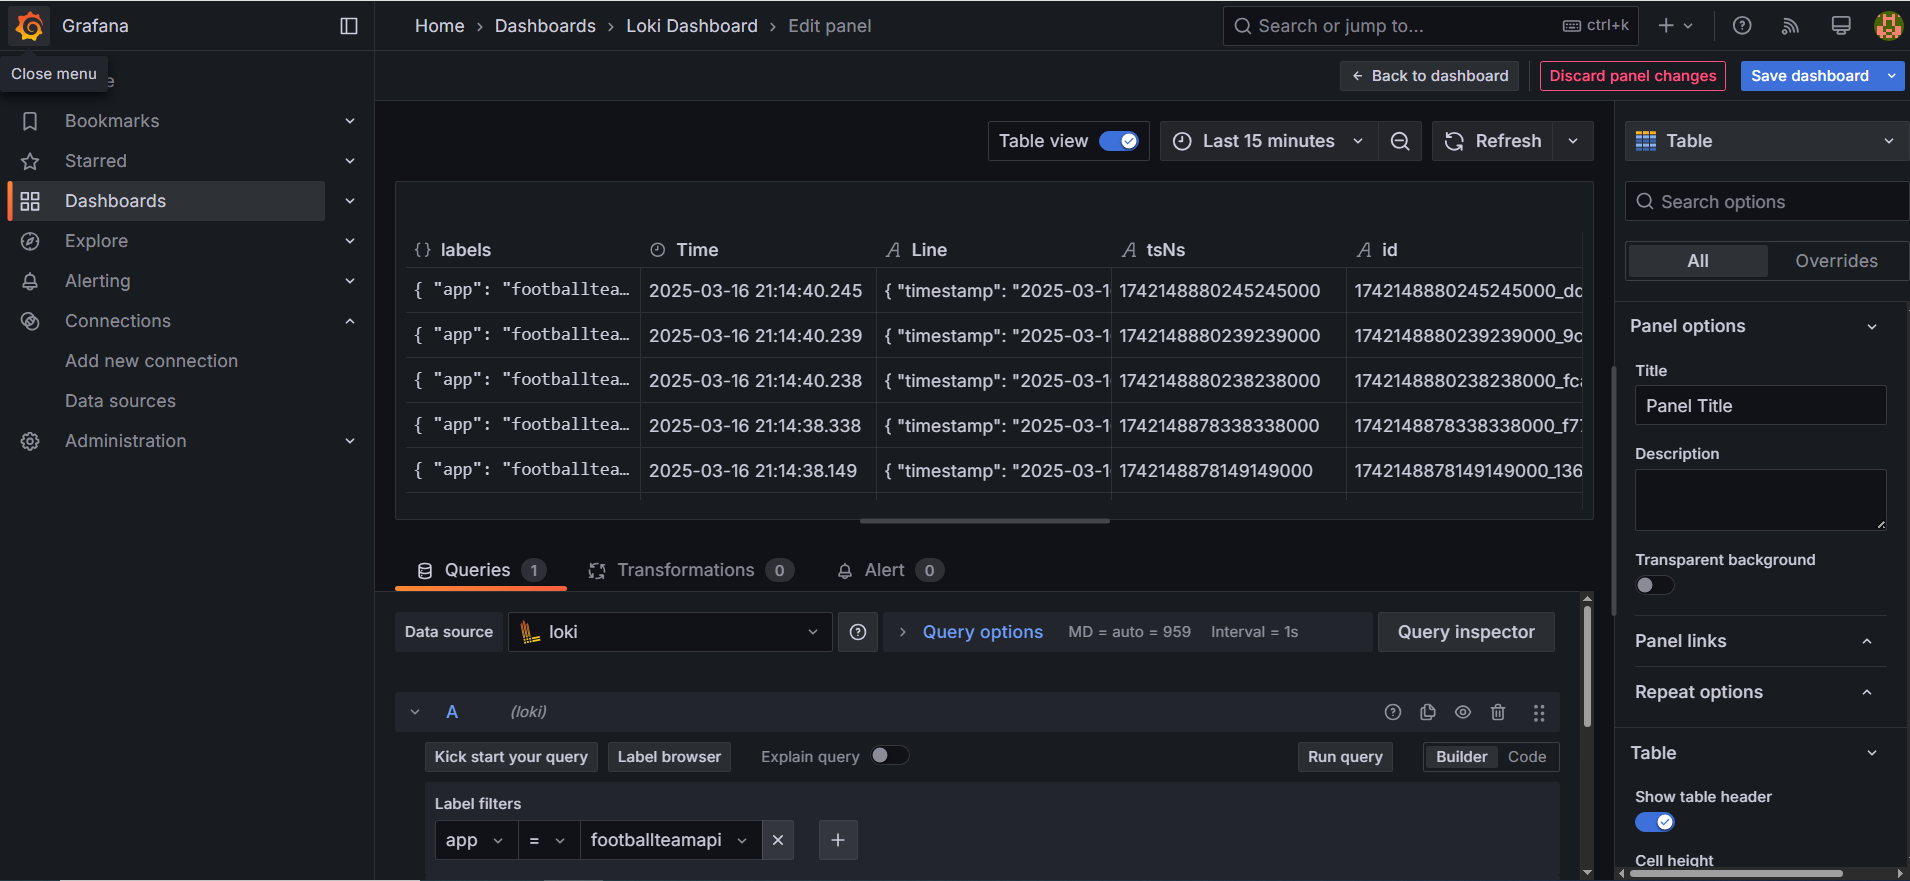 Grafana
Home › Dashboards › Loki Dashboard › Edit panel
Search or jump to...
ctrl+k
Close menu
e
Back to dashboard
Discard panel changes
Save dashboard
Bookmarks
Starred
Dashboards
Explore
Alerting
Connections
Add new connection
Data sources
Administration
Table view
Last 15 minutes
Refresh
{} labels Time Line tsNs id
{ "app": "footballtea… 2025-03-16 21:14:40.245 { "timestamp": "2025-03-1 1742148880245245000 1742148880245245000_dc
{ "app": "footballtea… 2025-03-16 21:14:40.239 { "timestamp": "2025-03-1 1742148880239239000 1742148880239239000_9c
{ "app": "footballtea… 2025-03-16 21:14:40.238 { "timestamp": "2025-03-1 1742148880238238000 1742148880238238000_fca
{ "app": "footballtea… 2025-03-16 21:14:38.338 { "timestamp": "2025-03-1 1742148878338338000 1742148878338338000_f77
{ "app": "footballtea… 2025-03-16 21:14:38.149 { "timestamp": "2025-03-1 1742148878149149000 1742148878149149000_136
Queries 1
Transformations 0
Alert 0
Data source
loki
Query options MD = auto = 959 Interval = 1s
Query inspector
A (loki)
Kick start your query
Label browser
Explain query
Run query
Builder
Code
Label filters
app = footballteamapi
Table
Search options
All
Overrides
Panel options
Title
Panel Title
Description
Transparent background
Panel links
Repeat options
Table
Show table header
Cell height